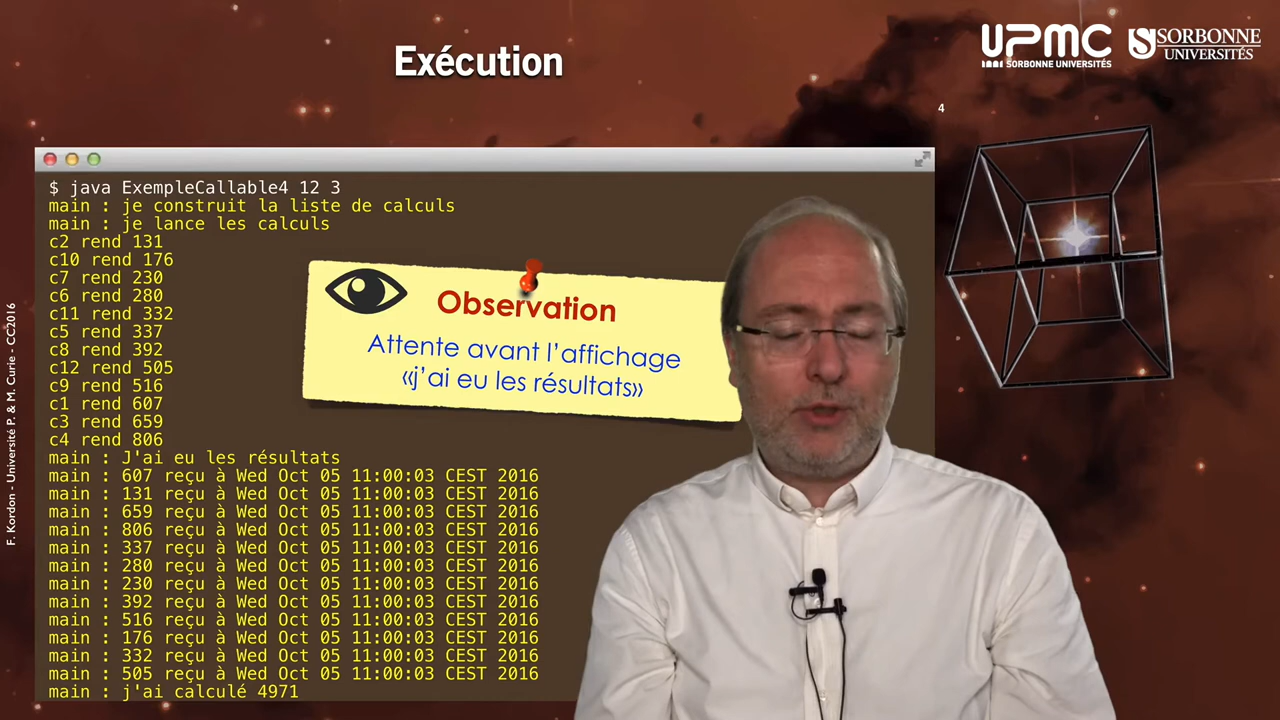 Exécution
UPMC
SORBONNE UNIVERSITÉS
SORBONNE
UNIVERSITÉS
4
$ java ExempleCallable4 12 3
main : je construit la liste de calculs
main : je lance les calculs
c2 rend 131
c10 rend 176
c7 rend 230
c6 rend 280
c11 rend 332
c5 rend 337
c8 rend 392
c12 rend 505
c9 rend 516
c1 rend 607
c3 rend 659
c4 rend 806
main : J'ai eu les résultats
main : 607 reçu à Wed Oct 05 11:00:03 CEST 2016
main : 131 reçu à Wed Oct 05 11:00:03 CEST 2016
main : 659 reçu à Wed Oct 05 11:00:03 CEST 2016
main : 806 reçu à Wed Oct 05 11:00:03 CEST 2016
main : 337 reçu à Wed Oct 05 11:00:03 CEST 2016
main : 280 reçu à Wed Oct 05 11:00:03 CEST 2016
main : 230 reçu à Wed Oct 05 11:00:03 CEST 2016
main : 392 reçu à Wed Oct 05 11:00:03 CEST 2016
main : 516 reçu à Wed Oct 05 11:00:03 CEST 2016
main : 176 reçu à Wed Oct 05 11:00:03 CEST 2016
main : 332 reçu à Wed Oct 05 11:00:03 CEST 2016
main : 505 reçu à Wed Oct 05 11:00:03 CEST 2016
main : j'ai calculé 4971
Observation
Attente avant l'affichage
«j'ai eu les résultats»
F. Kordon - Université P. & M. Curie - CC2016